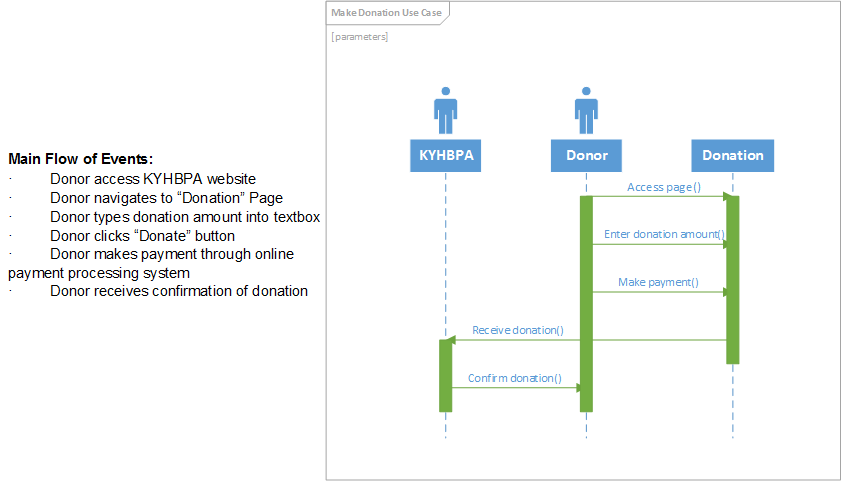 Main Flow of Events:
· Donor access KYHBPA website
· Donor navigates to “Donation” Page
· Donor types donation amount into textbox
· Donor clicks “Donate” button
· Donor makes payment through online
payment processing system
· Donor receives confirmation of donation
Make Donation Use Case
[parameters]
KYHBPA
Donor
Donation
Access page()
Enter donation amount()
Make payment()
Receive donation()
Confirm donation()